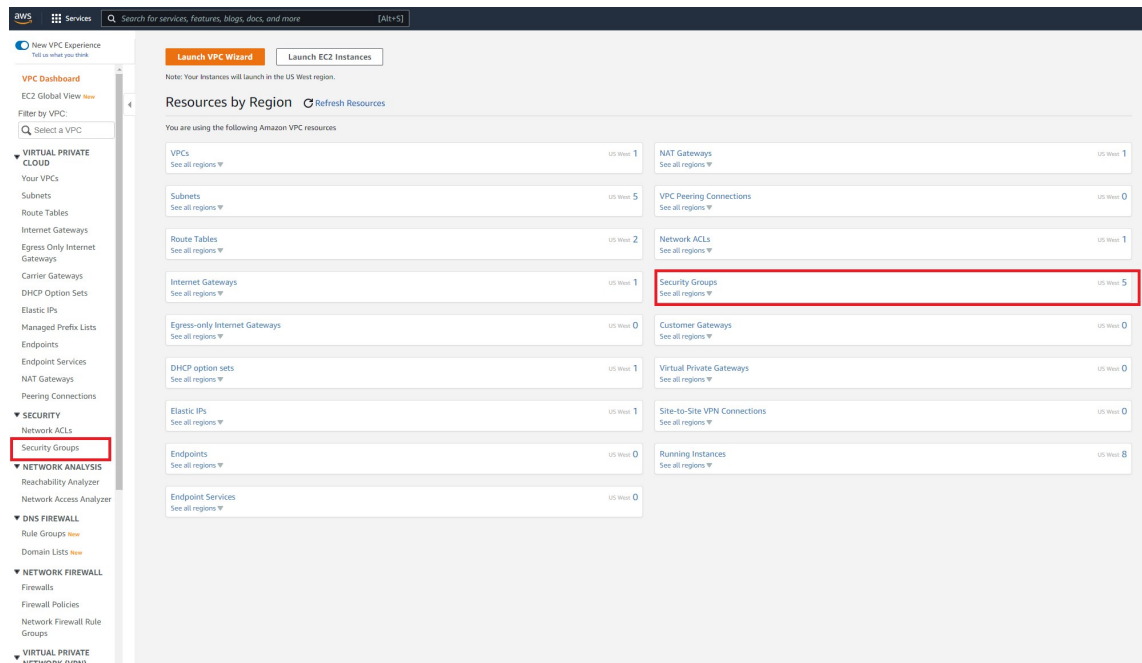 aws Services Search for services, features, blogs, docs, and more [Alt+S]
New VPC Experience
Tell us what you think
VPC Dashboard
EC2 Global View New
Filter by VPC:
Select a VPC
VIRTUAL PRIVATE
CLOUD
Your VPCs
Subnets
Route Tables
Internet Gateways
Egress Only Internet
Gateways
Carrier Gateways
DHCP Option Sets
Elastic IPs
Managed Prefix Lists
Endpoints
Endpoint Services
NAT Gateways
Peering Connections
SECURITY
Network ACLs
Security Groups
NETWORK ANALYSIS
Reachability Analyzer
Network Access Analyzer
DNS FIREWALL
Rule Groups New
Domain Lists New
NETWORK FIREWALL
Firewalls
Firewall Policies
Network Firewall Rule
Groups
VIRTUAL PRIVATE
NETWORK (VPN)
Launch VPC Wizard Launch EC2 Instances
Note: Your Instances will launch in the US West region.
Resources by Region Refresh Resources
You are using the following Amazon VPC resources
VPCs US West 1
See all regions
NAT Gateways US West 1
See all regions
Subnets US West 5
See all regions
VPC Peering Connections US West 0
See all regions
Route Tables US West 2
See all regions
Network ACLs US West 1
See all regions
Internet Gateways US West 1
See all regions
Security Groups US West 5
See all regions
Egress-only Internet Gateways US West 0
See all regions
Customer Gateways US West 0
See all regions
DHCP option sets US West 1
See all regions
Virtual Private Gateways US West 0
See all regions
Elastic IPs US West 1
See all regions
Site-to-Site VPN Connections US West 0
See all regions
Endpoints US West 0
See all regions
Running Instances US West 8
See all regions
Endpoint Services US West 0
See all regions